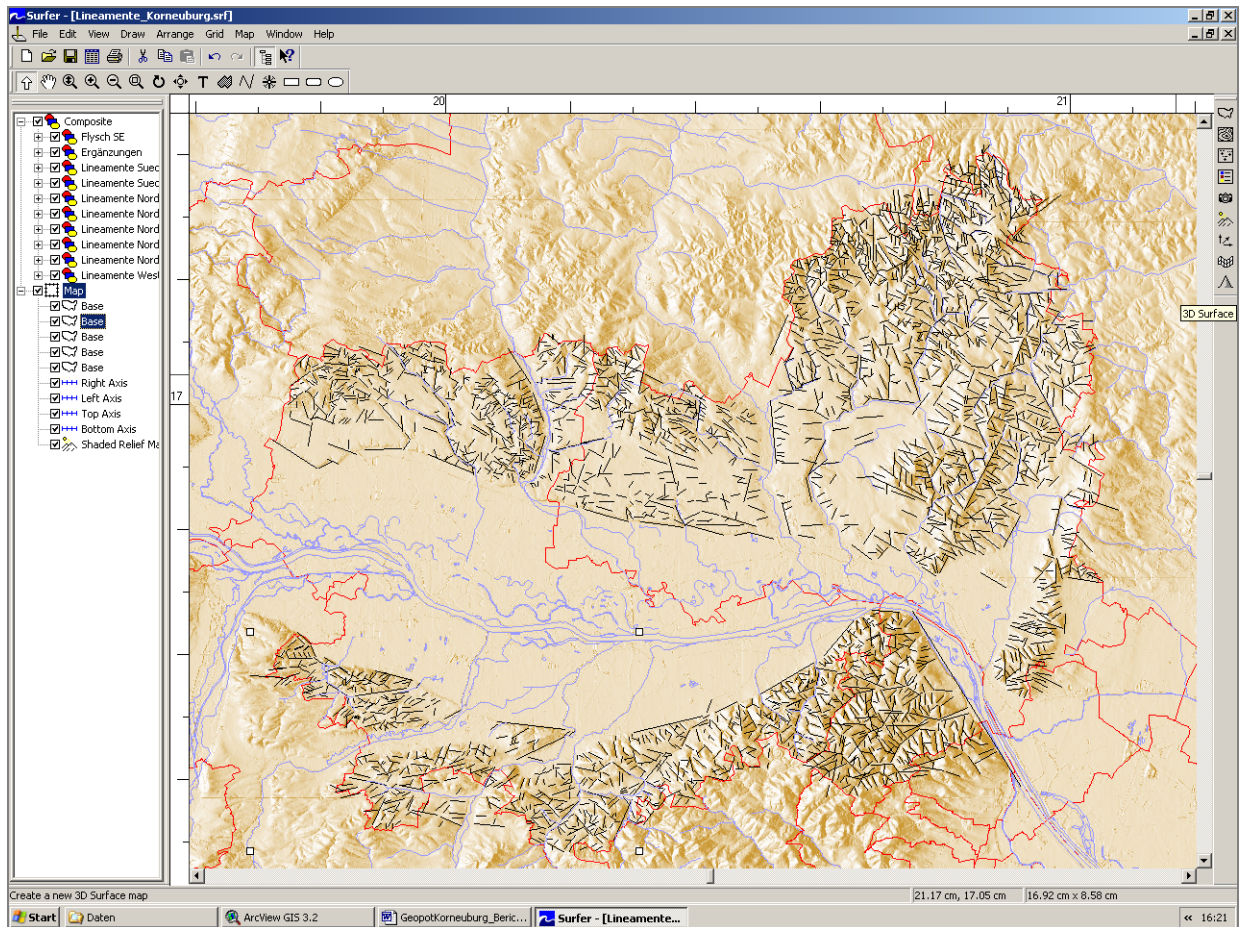 Surfer - [Lineamente_Korneuburg.srf]
File Edit View Draw Arrange Grid Map Window Help
T
20 21
17
Composite
Flysch SE
Ergänzungen
Lineamente Sued
Lineamente Sued
Lineamente Nord
Lineamente Nord
Lineamente Nord
Lineamente Nord
Lineamente Nord
Lineamente West
Map
Base
Base
Base
Base
Base
Right Axis
Left Axis
Top Axis
Bottom Axis
Shaded Relief Ma
3D Surface
Create a new 3D Surface map
21.17 cm, 17.05 cm 16.92 cm x 8.58 cm
Start Daten ArcView GIS 3.2 GeopotKorneuburg_Beric... Surfer - [Lineamente... « 16:21